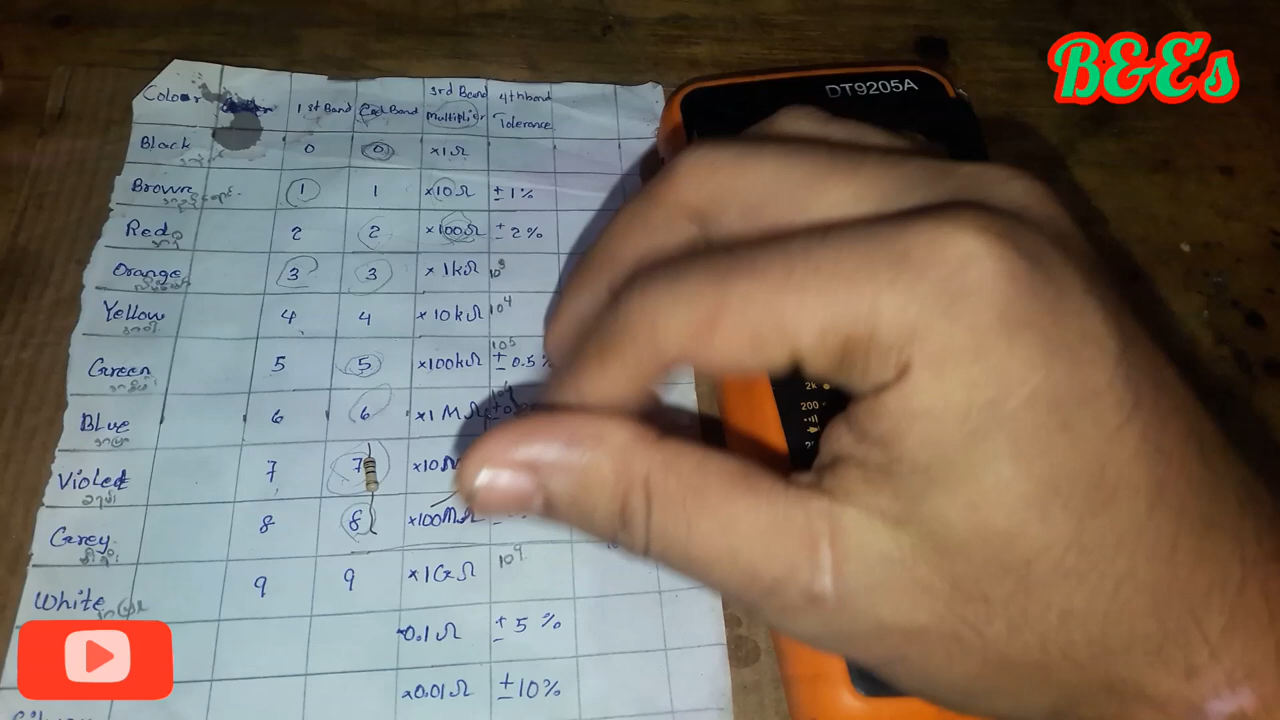 B&E's
DT9205A
Colour 1st Band 2nd Band 3rd Band Multiplier 4th band Tolerance
Black 0 0 ×1Ω
Brown 1 1 ×10Ω ±1%
Red 2 2 ×100Ω ±2%
Orange 3 3 ×1kΩ 10³
Yellow 4 4 ×10kΩ 10⁴
10⁵
Green 5 5 ×100kΩ ±0.5%
BLue 6 6 ×1MΩ
Violet 7 7 ×10M
Grey 8 8 ×100MΩ
White 9 9 ×1GΩ 10⁹
×0.1Ω ±5%
×0.01Ω ±10%
2k
200